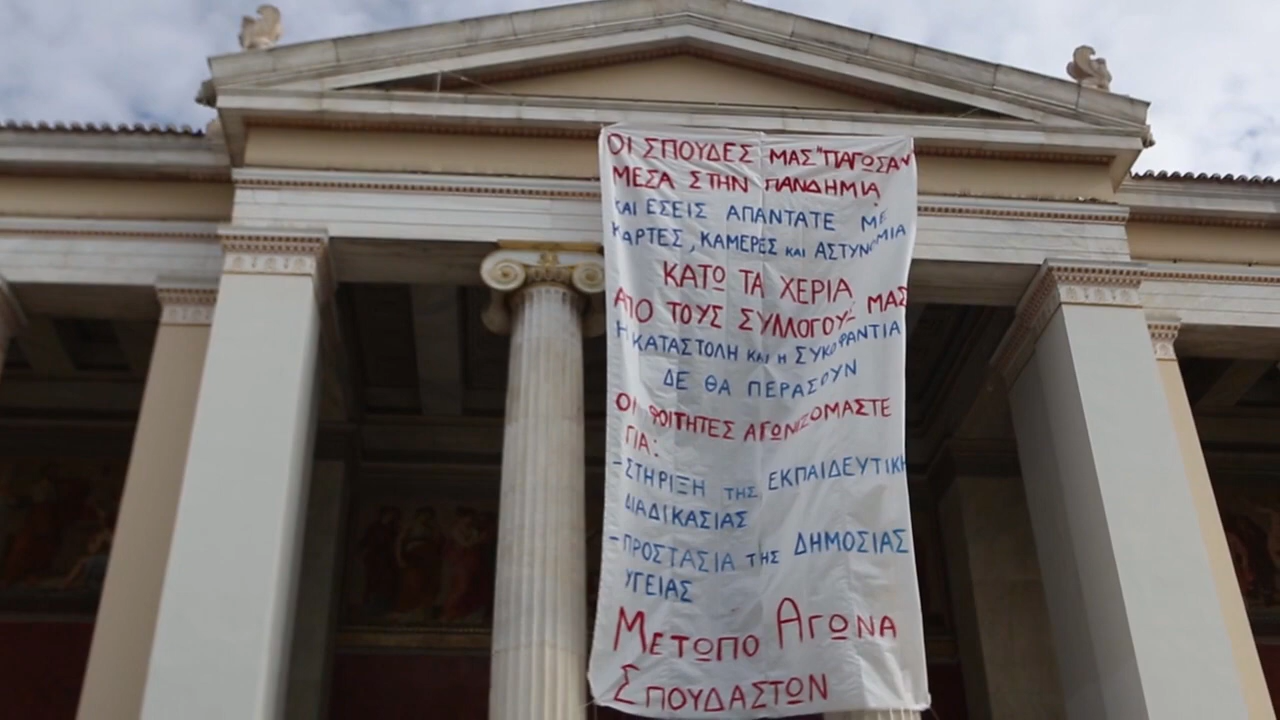 ΟΙ ΣΠΟΥΔΕΣ ΜΑΣ "ΠΑΓΩΣΑΝ"
ΜΕΣΑ ΣΤΗΝ ΠΑΝΔΗΜΙΑ
ΚΑΙ ΕΣΕΙΣ ΑΠΑΝΤΑΤΕ ΜΕ
ΚΑΡΤΕΣ, ΚΑΜΕΡΕΣ ΚΑΙ ΑΣΤΥΝΟΜΙΑ
ΚΑΤΩ ΤΑ ΧΕΡΙΑ
ΑΠΟ ΤΟΥΣ ΣΥΛΛΟΓΟΥΣ ΜΑΣ
Η ΚΑΤΑΣΤΟΛΗ ΚΑΙ Η ΣΥΚΟΦΑΝΤΙΑ
ΔΕ ΘΑ ΠΕΡΑΣΟΥΝ
ΟΙ ΦΟΙΤΗΤΕΣ ΑΓΩΝΙΖΟΜΑΣΤΕ
ΓΙΑ:
-ΣΤΗΡΙΞΗ ΤΗΣ ΕΚΠΑΙΔΕΥΤΙΚΗ
ΔΙΑΔΙΚΑΣΙΑΣ
-ΠΡΟΣΤΑΣΙΑ ΤΗΣ ΔΗΜΟΣΙΑΣ
ΥΓΕΙΑΣ
ΜΕΤΩΠΟ ΑΓΩΝΑ
ΣΠΟΥΔΑΣΤΩΝ